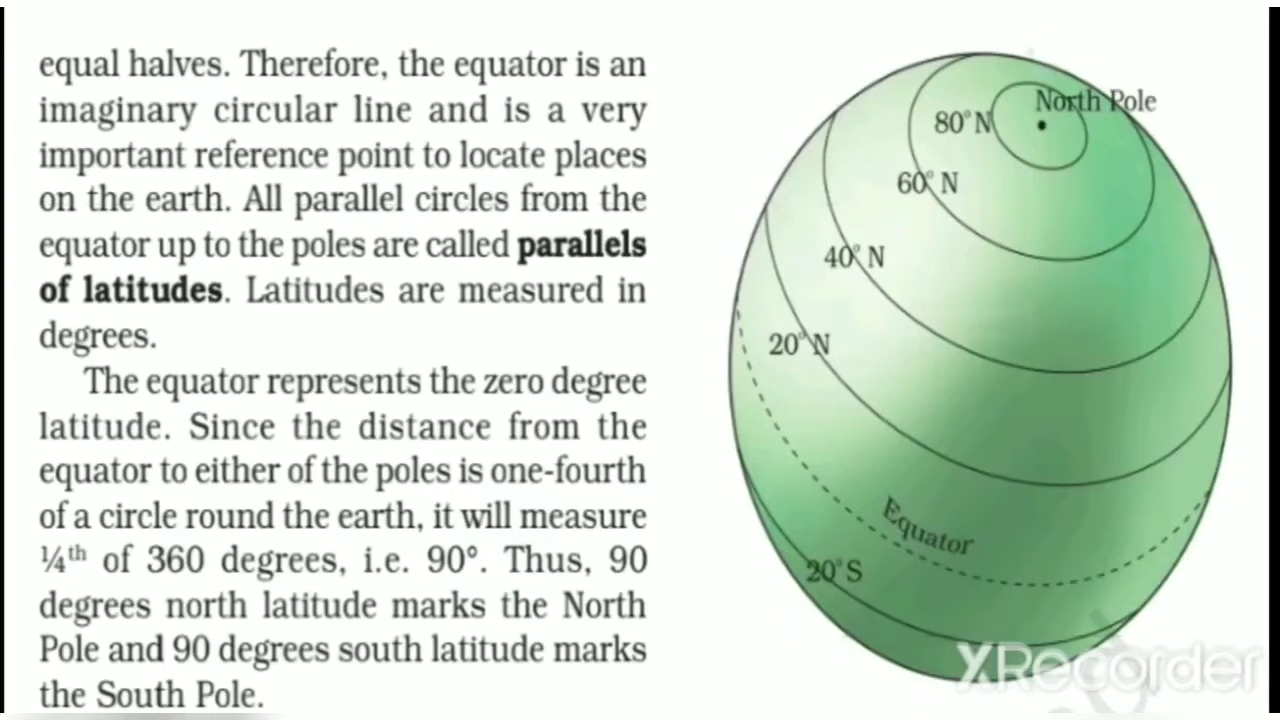 equal halves. Therefore, the equator is an
imaginary circular line and is a very
important reference point to locate places
on the earth. All parallel circles from the
equator up to the poles are called parallels
of latitudes. Latitudes are measured in
degrees.
The equator represents the zero degree
latitude. Since the distance from the
equator to either of the poles is one-fourth
of a circle round the earth, it will measure
¼th of 360 degrees, i.e. 90°. Thus, 90
degrees north latitude marks the North
Pole and 90 degrees south latitude marks
the South Pole.
North Pole
80° N
60° N
40° N
20° N
Equator
20° S
XRecorder